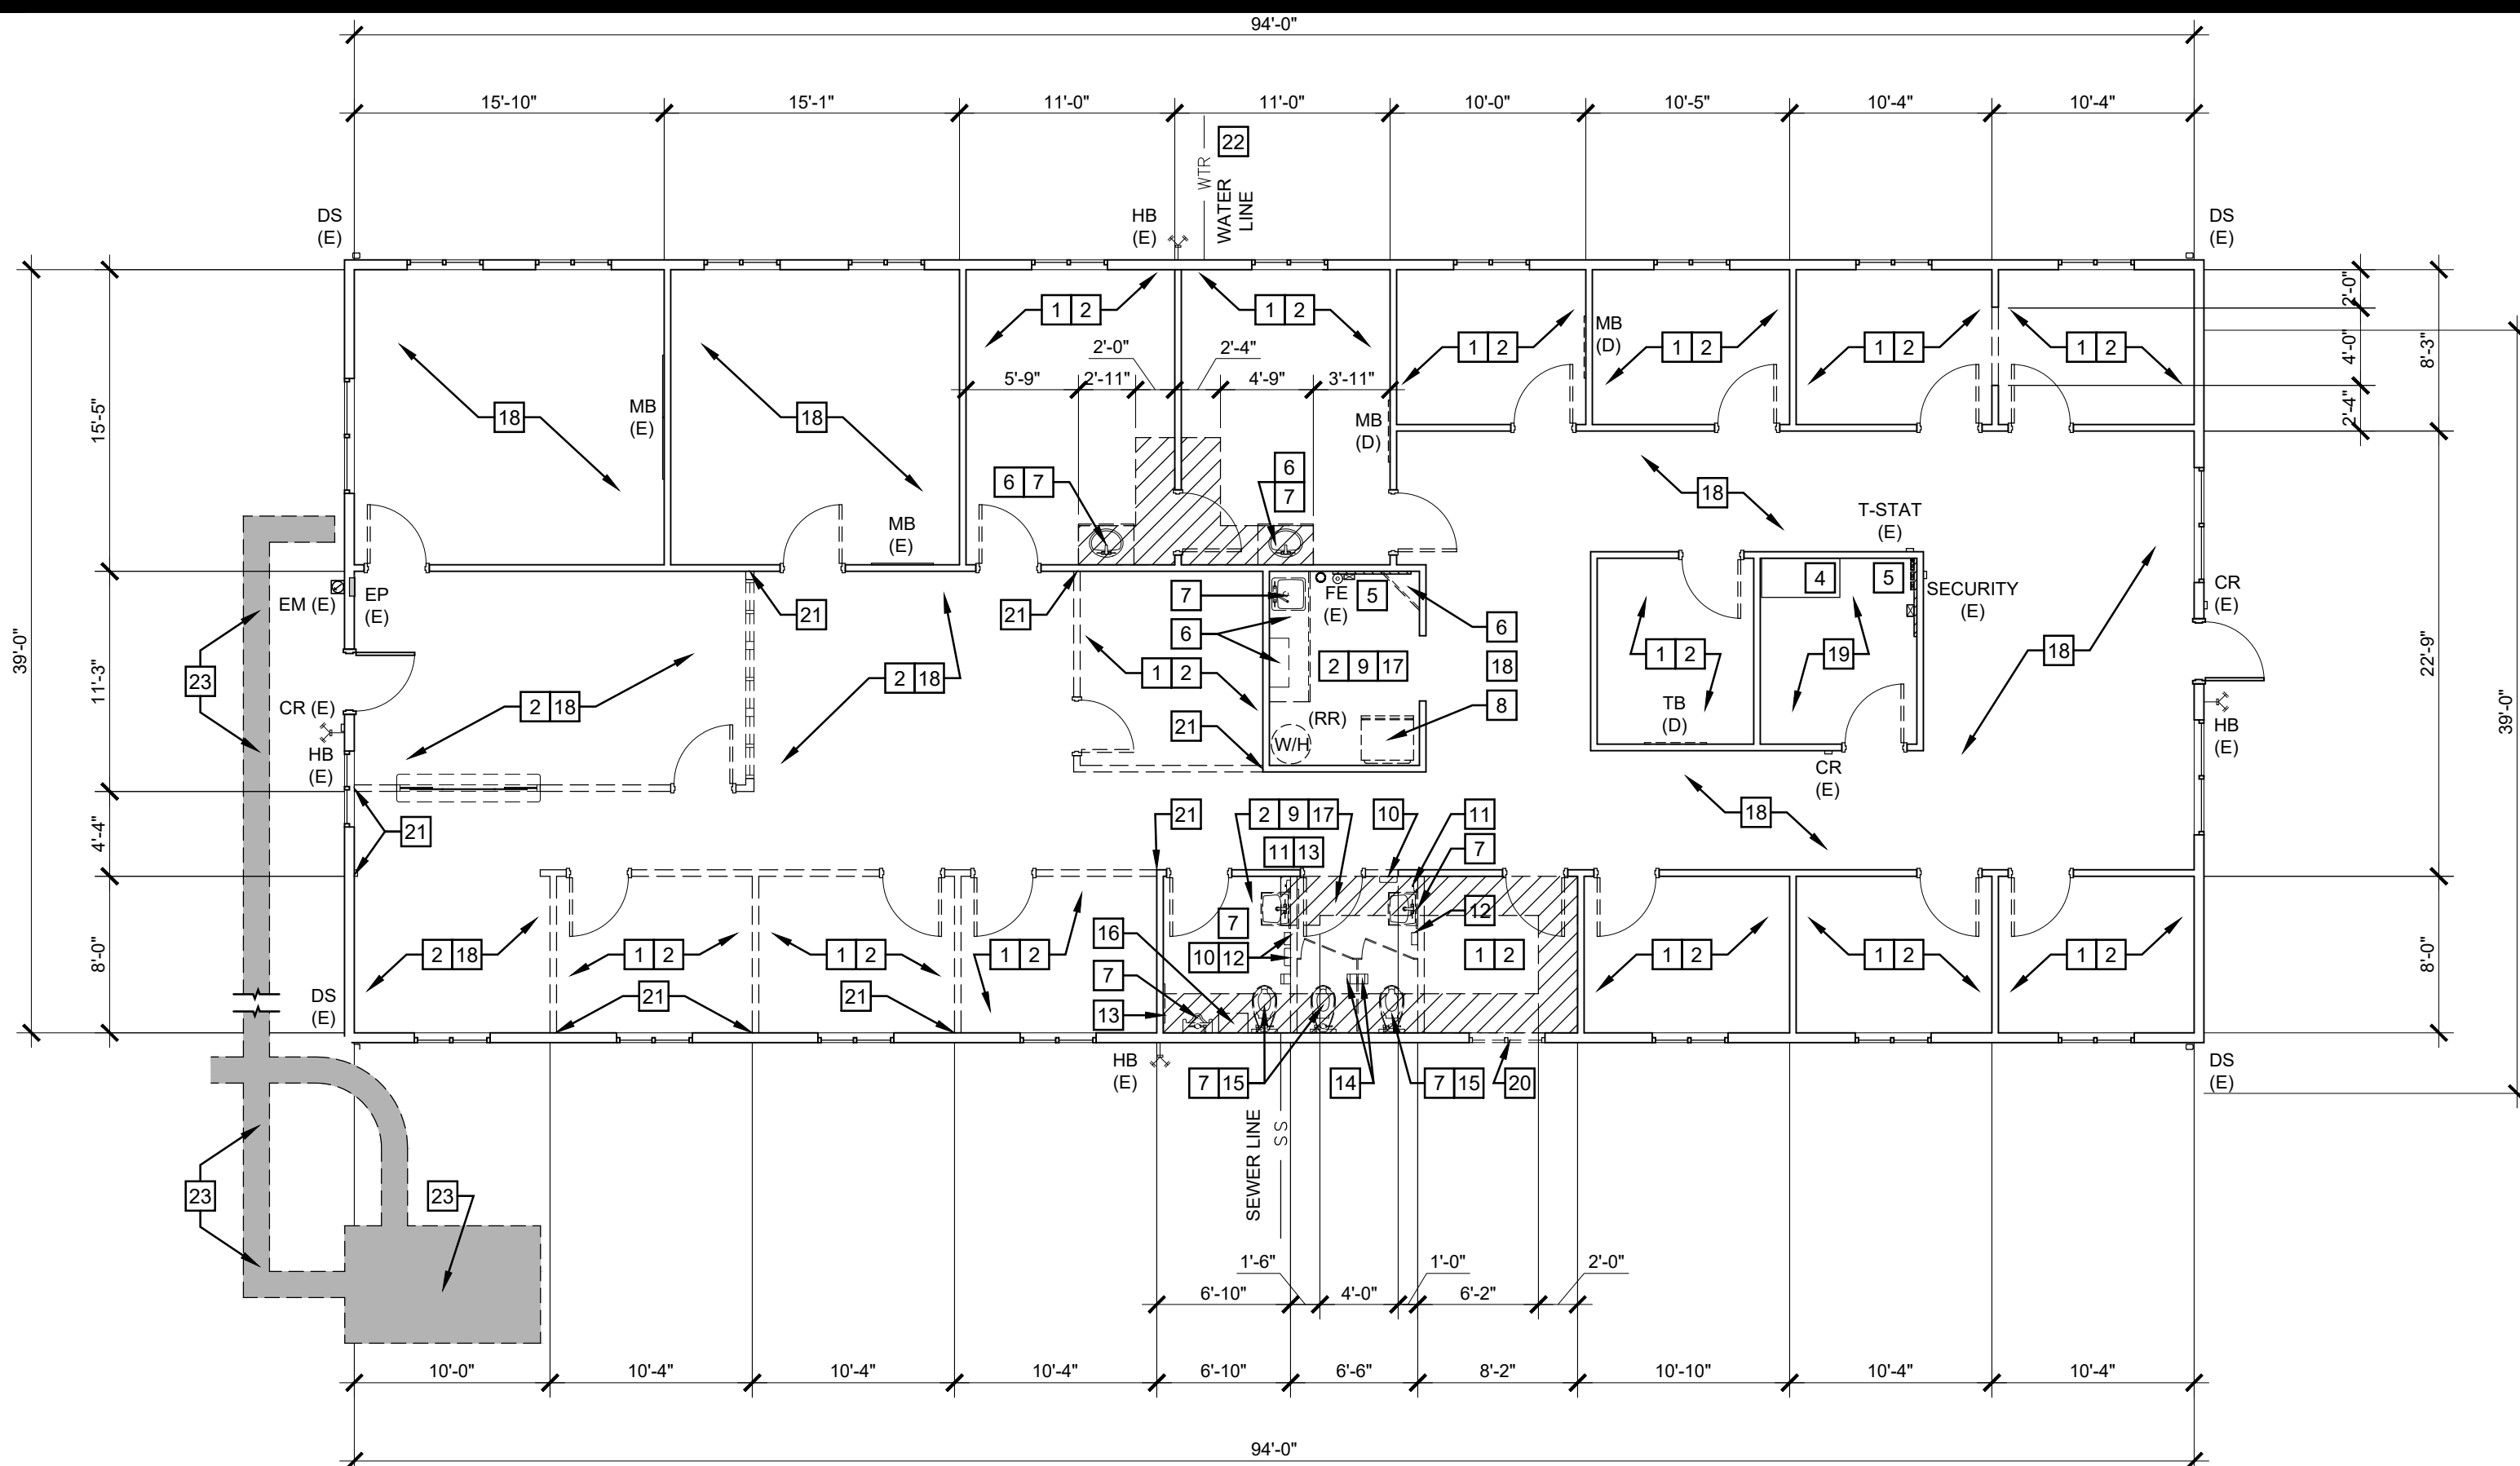 94'-0"
15'-10" 15'-1" 11'-0" 11'-0" 10'-0" 10'-5" 10'-4" 10'-4"
22
WTR
WATER
LINE
DS
(E)
HB
(E)
DS
(E)
1 2
1 2
2'-0"
MB
(D)
1 2
1 2
1 2
1 2
2'-0"
4'-0"
2'-4"
8'-3"
2'-0" 2'-4"
5'-9" 2'-11" 4'-9" 3'-11"
15'-5"
18
MB
(E)
18
MB
(D)
6 7
6
7
18
T-STAT
(E)
MB
(E)
EM (E)
EP
(E)
21
21
7
FE
(E)
5
4
5
SECURITY
(E)
CR
(E)
6
6
39'-0"
11'-3"
23
2 18
2 18
1 2
2 9 17
18
1 2
19
18
22'-9"
39'-0"
CR (E)
HB
(E)
21
(RR)
W/H
8
TB
(D)
HB
(E)
CR
(E)
4'-4"
21
21
2 9 17
10
11
18
11 13
7
8'-0"
DS
(E)
2 18
1 2
1 2
1 2
16
7
12
10 12
1 2
1 2
1 2
1 2
8'-0"
21
21
7
13
HB
(E)
7 15
14
7 15
20
DS
(E)
SEWER LINE
SS
23
23
1'-6" 1'-0" 2'-0"
6'-10" 4'-0" 6'-2"
10'-0" 10'-4" 10'-4" 10'-4" 6'-10" 6'-6" 8'-2" 10'-10" 10'-4" 10'-4"
94'-0"